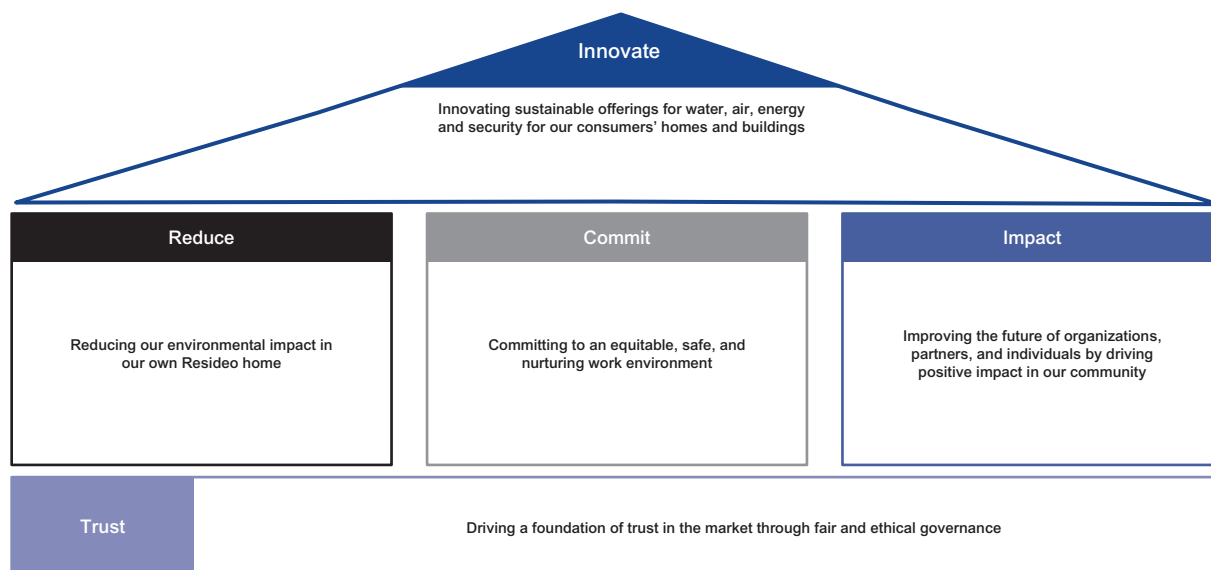 Innovate
Innovating sustainable offerings for water, air, energy
and security for our consumers’ homes and buildings
Reduce
Reducing our environmental impact in
our own Resideo home
Commit
Committing to an equitable, safe, and
nurturing work environment
Impact
Improving the future of organizations,
partners, and individuals by driving
positive impact in our community
Trust
Driving a foundation of trust in the market through fair and ethical governance